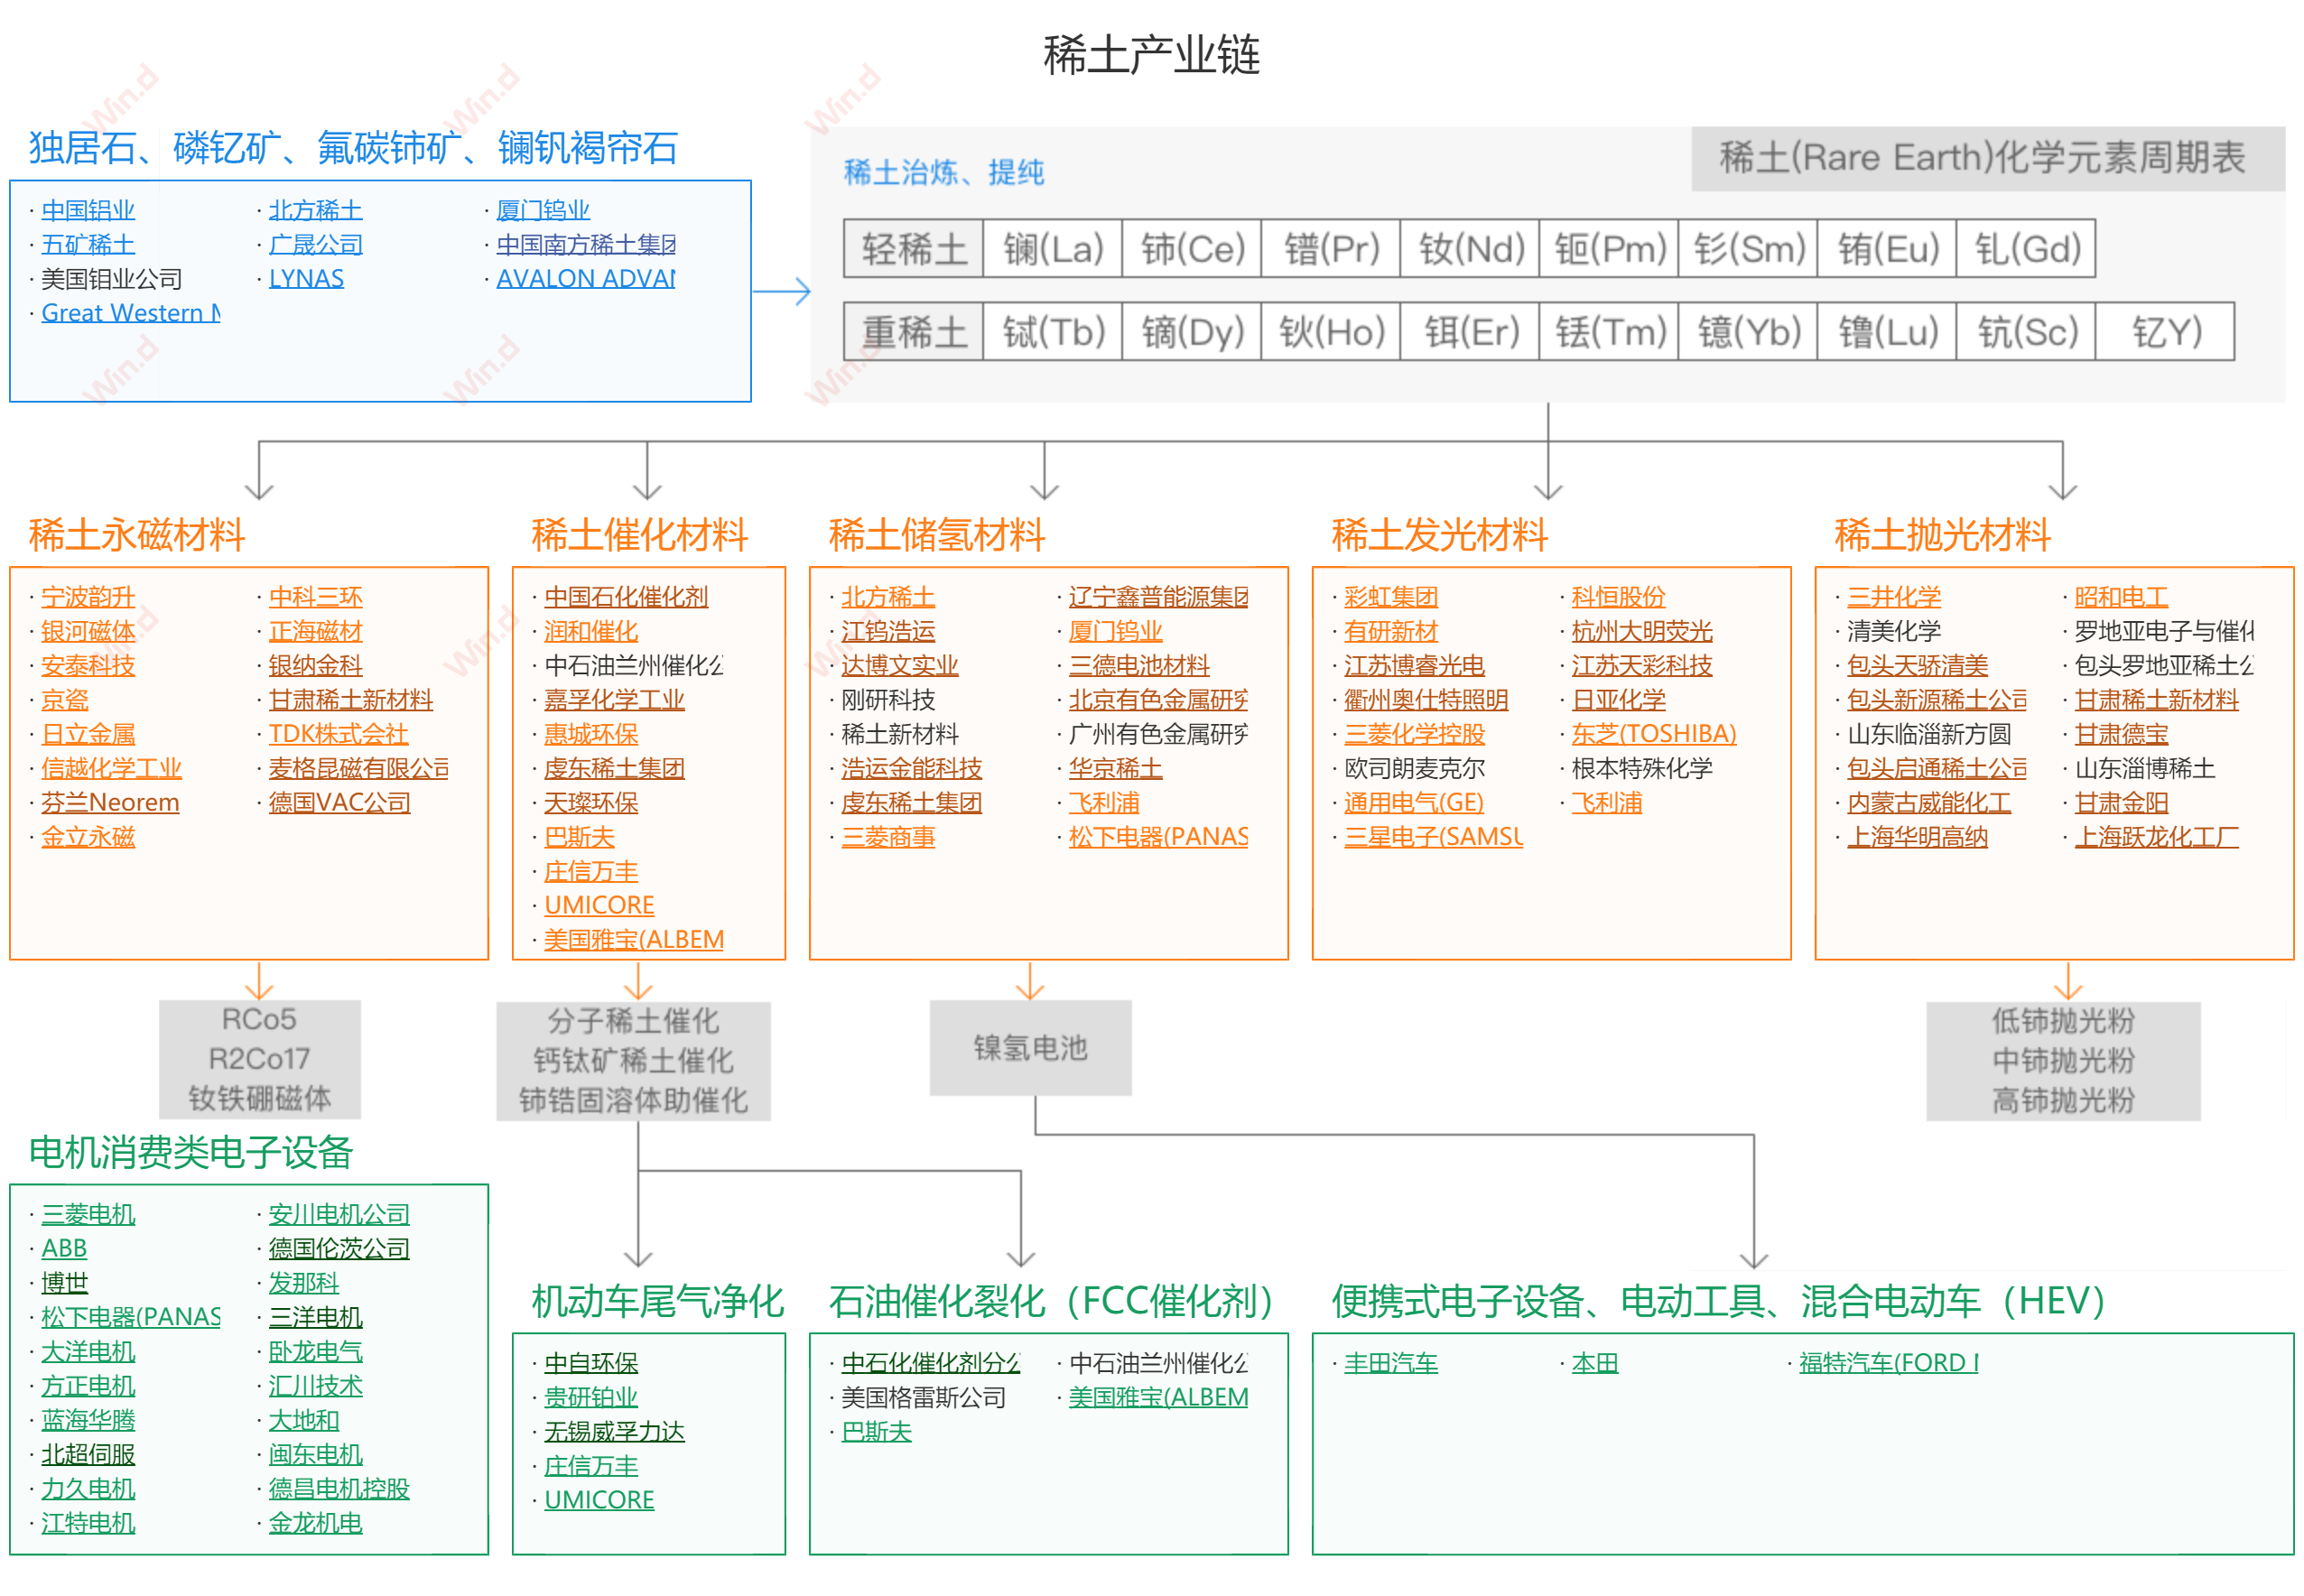 稀土产业链
独居石、磷钇矿、氟碳铈矿、镧钒褐帘石
· 中国铝业 · 北方稀土 · 厦门钨业
· 五矿稀土 · 广晟公司 · 中国南方稀土集团
· 美国钼业公司 · LYNAS · AVALON ADVAN
· Great Western M
稀土(Rare Earth)化学元素周期表
稀土冶炼、提纯
轻稀土 镧(La) 铈(Ce) 镨(Pr) 钕(Nd) 钷(Pm) 钐(Sm) 铕(Eu) 钆(Gd)
重稀土 铽(Tb) 镝(Dy) 钬(Ho) 铒(Er) 铥(Tm) 镱(Yb) 镥(Lu) 钪(Sc) 钇Y)
稀土永磁材料
· 宁波韵升 · 中科三环
· 银河磁体 · 正海磁材
· 安泰科技 · 银纳金科
· 京瓷 · 甘肃稀土新材料
· 日立金属 · TDK株式会社
· 信越化学工业 · 麦格昆磁有限公司
· 芬兰Neorem · 德国VAC公司
· 金立永磁
RCo5
R2Co17
钕铁硼磁体
稀土催化材料
· 中国石化催化剂
· 润和催化
· 中石油兰州催化公
· 嘉孚化学工业
· 惠城环保
· 虔东稀土集团
· 天璨环保
· 巴斯夫
· 庄信万丰
· UMICORE
· 美国雅宝(ALBEM
分子稀土催化
钙钛矿稀土催化
铈锆固溶体助催化
稀土储氢材料
· 北方稀土 · 辽宁鑫普能源集团
· 江钨浩运 · 厦门钨业
· 达博文实业 · 三德电池材料
· 刚研科技 · 北京有色金属研究
· 稀土新材料 · 广州有色金属研究
· 浩运金能科技 · 华京稀土
· 虔东稀土集团 · 飞利浦
· 三菱商事 · 松下电器(PANAS
镍氢电池
稀土发光材料
· 彩虹集团 · 科恒股份
· 有研新材 · 杭州大明荧光
· 江苏博睿光电 · 江苏天彩科技
· 衢州奥仕特照明 · 日亚化学
· 三菱化学控股 · 东芝(TOSHIBA)
· 欧司朗麦克尔 · 根本特殊化学
· 通用电气(GE) · 飞利浦
· 三星电子(SAMSU
稀土抛光材料
· 三井化学 · 昭和电工
· 清美化学 · 罗地亚电子与催化
· 包头天骄清美 · 包头罗地亚稀土公
· 包头新源稀土公司 · 甘肃稀土新材料
· 山东临淄新方圆 · 甘肃德宝
· 包头启通稀土公司 · 山东淄博稀土
· 内蒙古威能化工 · 甘肃金阳
· 上海华明高纳 · 上海跃龙化工厂
低铈抛光粉
中铈抛光粉
高铈抛光粉
电机消费类电子设备
· 三菱电机 · 安川电机公司
· ABB · 德国伦茨公司
· 博世 · 发那科
· 松下电器(PANAS · 三洋电机
· 大洋电机 · 卧龙电气
· 方正电机 · 汇川技术
· 蓝海华腾 · 大地和
· 北超伺服 · 闽东电机
· 力久电机 · 德昌电机控股
· 江特电机 · 金龙机电
机动车尾气净化
· 中自环保
· 贵研铂业
· 无锡威孚力达
· 庄信万丰
· UMICORE
石油催化裂化（FCC催化剂）
· 中石化催化剂分公 · 中石油兰州催化公
· 美国格雷斯公司 · 美国雅宝(ALBEM
· 巴斯夫
便携式电子设备、电动工具、混合电动车（HEV）
· 丰田汽车 · 本田 · 福特汽车(FORD M
Win.d
Win.d
Win.d
Win.d
Win.d
Win.d
Win.d
Win.d